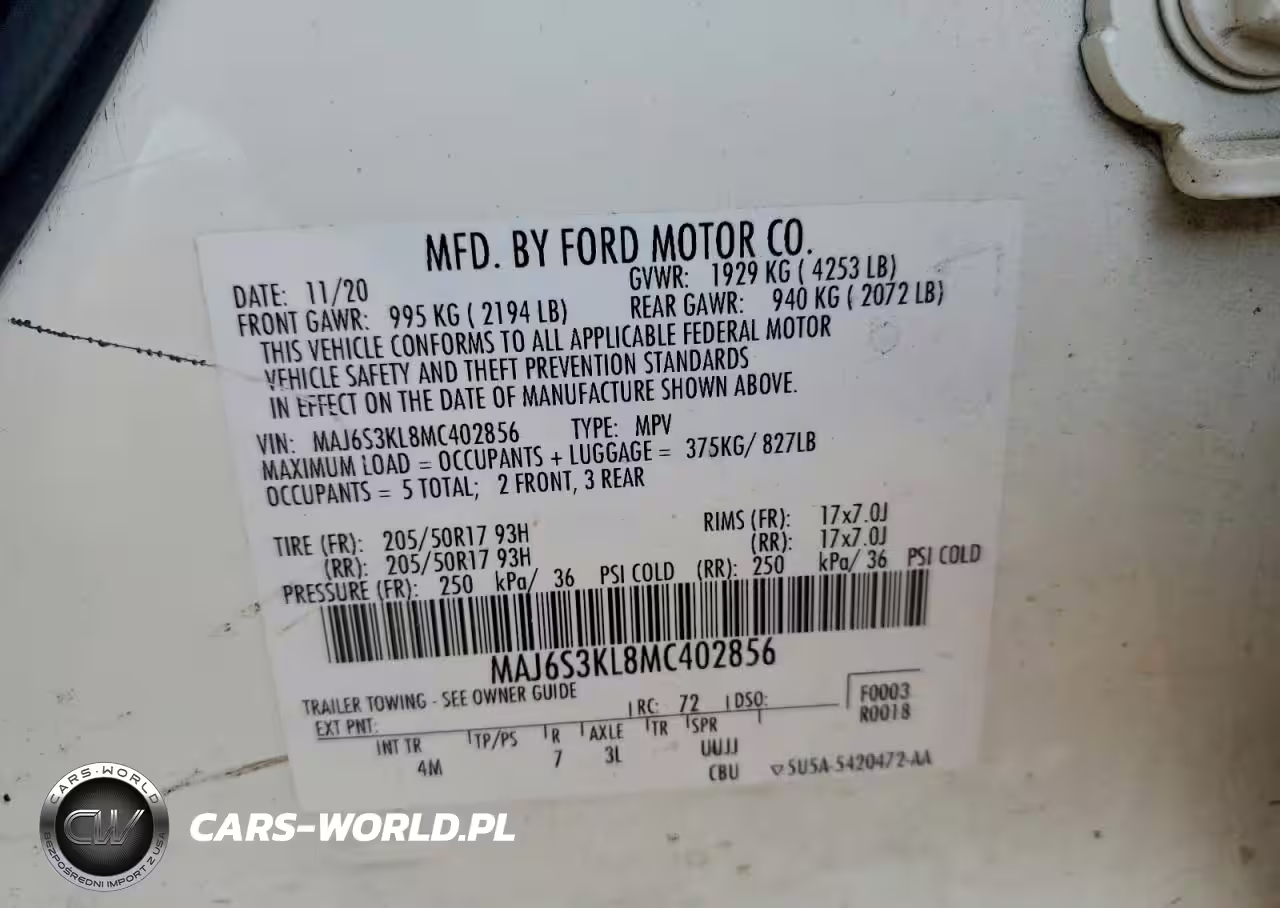 MFD. BY FORD MOTOR CO.
DATE: 11/20 GVWR: 1929 KG ( 4253 LB)
FRONT GAWR: 995 KG ( 2194 LB) REAR GAWR: 940 KG ( 2072 LB)
THIS VEHICLE CONFORMS TO ALL APPLICABLE FEDERAL MOTOR
VEHICLE SAFETY AND THEFT PREVENTION STANDARDS
IN EFFECT ON THE DATE OF MANUFACTURE SHOWN ABOVE.
VIN: MAJ6S3KL8MC402856 TYPE: MPV
MAXIMUM LOAD = OCCUPANTS + LUGGAGE = 375KG/ 827LB
OCCUPANTS = 5 TOTAL; 2 FRONT, 3 REAR
TIRE (FR): 205/50R17 93H RIMS (FR): 17x7.0J
(RR): 205/50R17 93H (RR): 17x7.0J
PRESSURE (FR): 250 kPa/ 36 PSI COLD (RR): 250 kPa/ 36 PSI COLD
MAJ6S3KL8MC402856
TRAILER TOWING - SEE OWNER GUIDE
EXT PNT: RC: 72 DSO: F0003
R0018
INT TR TP/PS R AXLE TR SPR
4M 7 3L UUJJ
CBU 5U5A-5420472-AA
CARS-WORLD
CW
BEZPOŚREDNI IMPORT Z USA
CARS-WORLD.PL